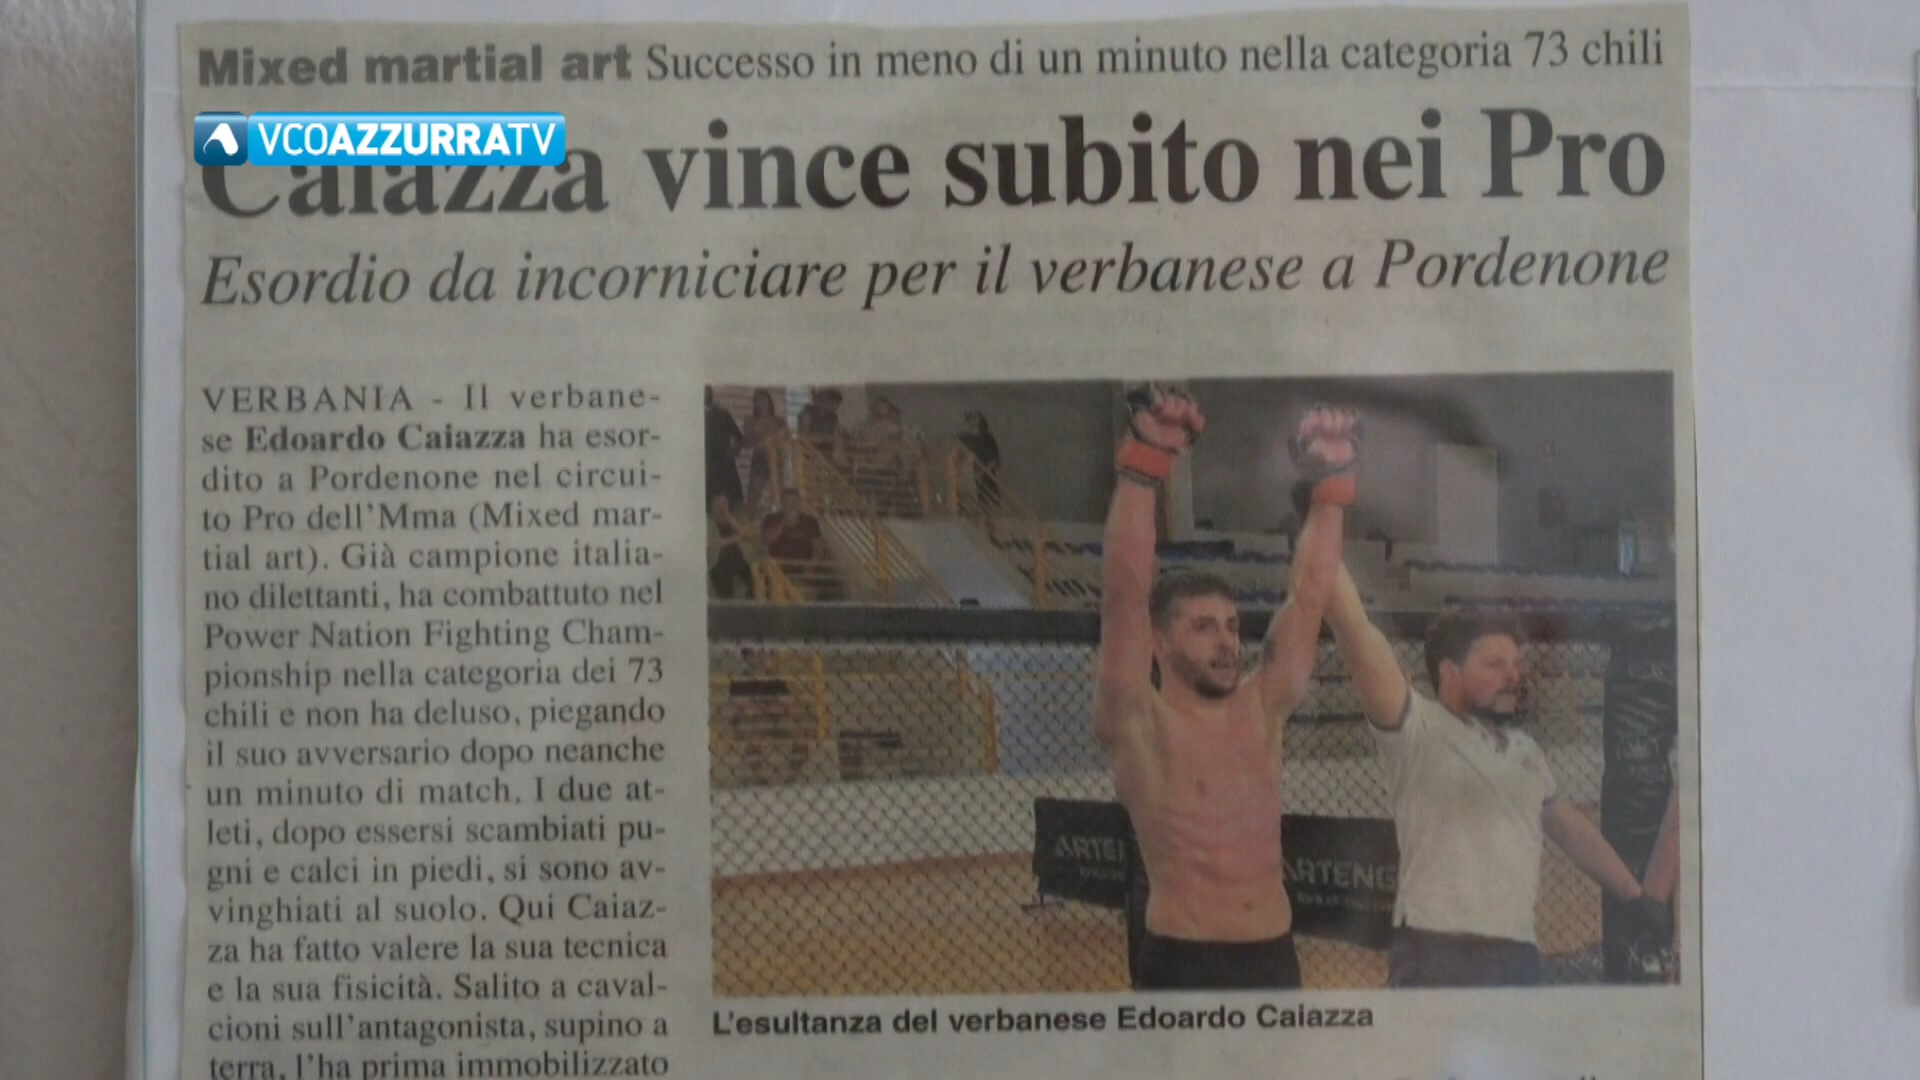 Mixed martial art Successo in meno di un minuto nella categoria 73 chili
VCOAZZURRATV
Caiazza vince subito nei Pro
Esordio da incorniciare per il verbanese a Pordenone
VERBANIA - Il verbane-
se Edoardo Caiazza ha esor-
dito a Pordenone nel circui-
to Pro dell'Mma (Mixed mar-
tial art). Già campione italia-
no dilettanti, ha combattuto nel
Power Nation Fighting Cham-
pionship nella categoria dei 73
chili e non ha deluso, piegando
il suo avversario dopo neanche
un minuto di match. I due at-
leti, dopo essersi scambiati pu-
gni e calci in piedi, si sono av-
vinghiati al suolo. Qui Caiaz-
za ha fatto valere la sua tecnica
e la sua fisicità. Salito a caval-
cioni sull'antagonista, supino a
terra, l'ha prima immobilizzato
ARTE
ARTENG
L'esultanza del verbanese Edoardo Caiazza